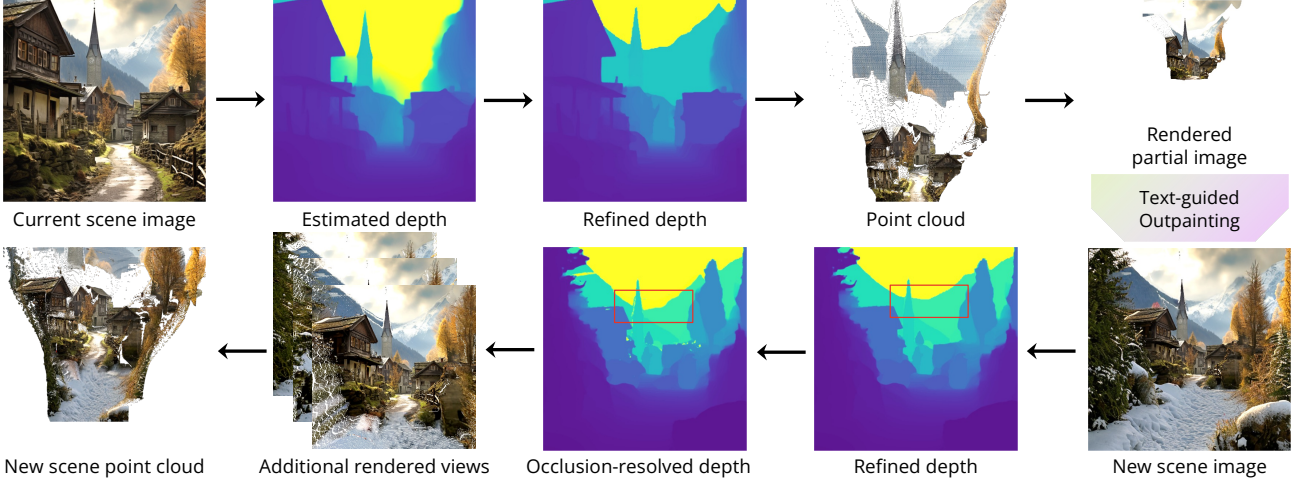 Current scene image
Estimated depth
Refined depth
Point cloud
Rendered
partial image
Text-guided
Outpainting
New scene point cloud
Additional rendered views
Occlusion-resolved depth
Refined depth
New scene image